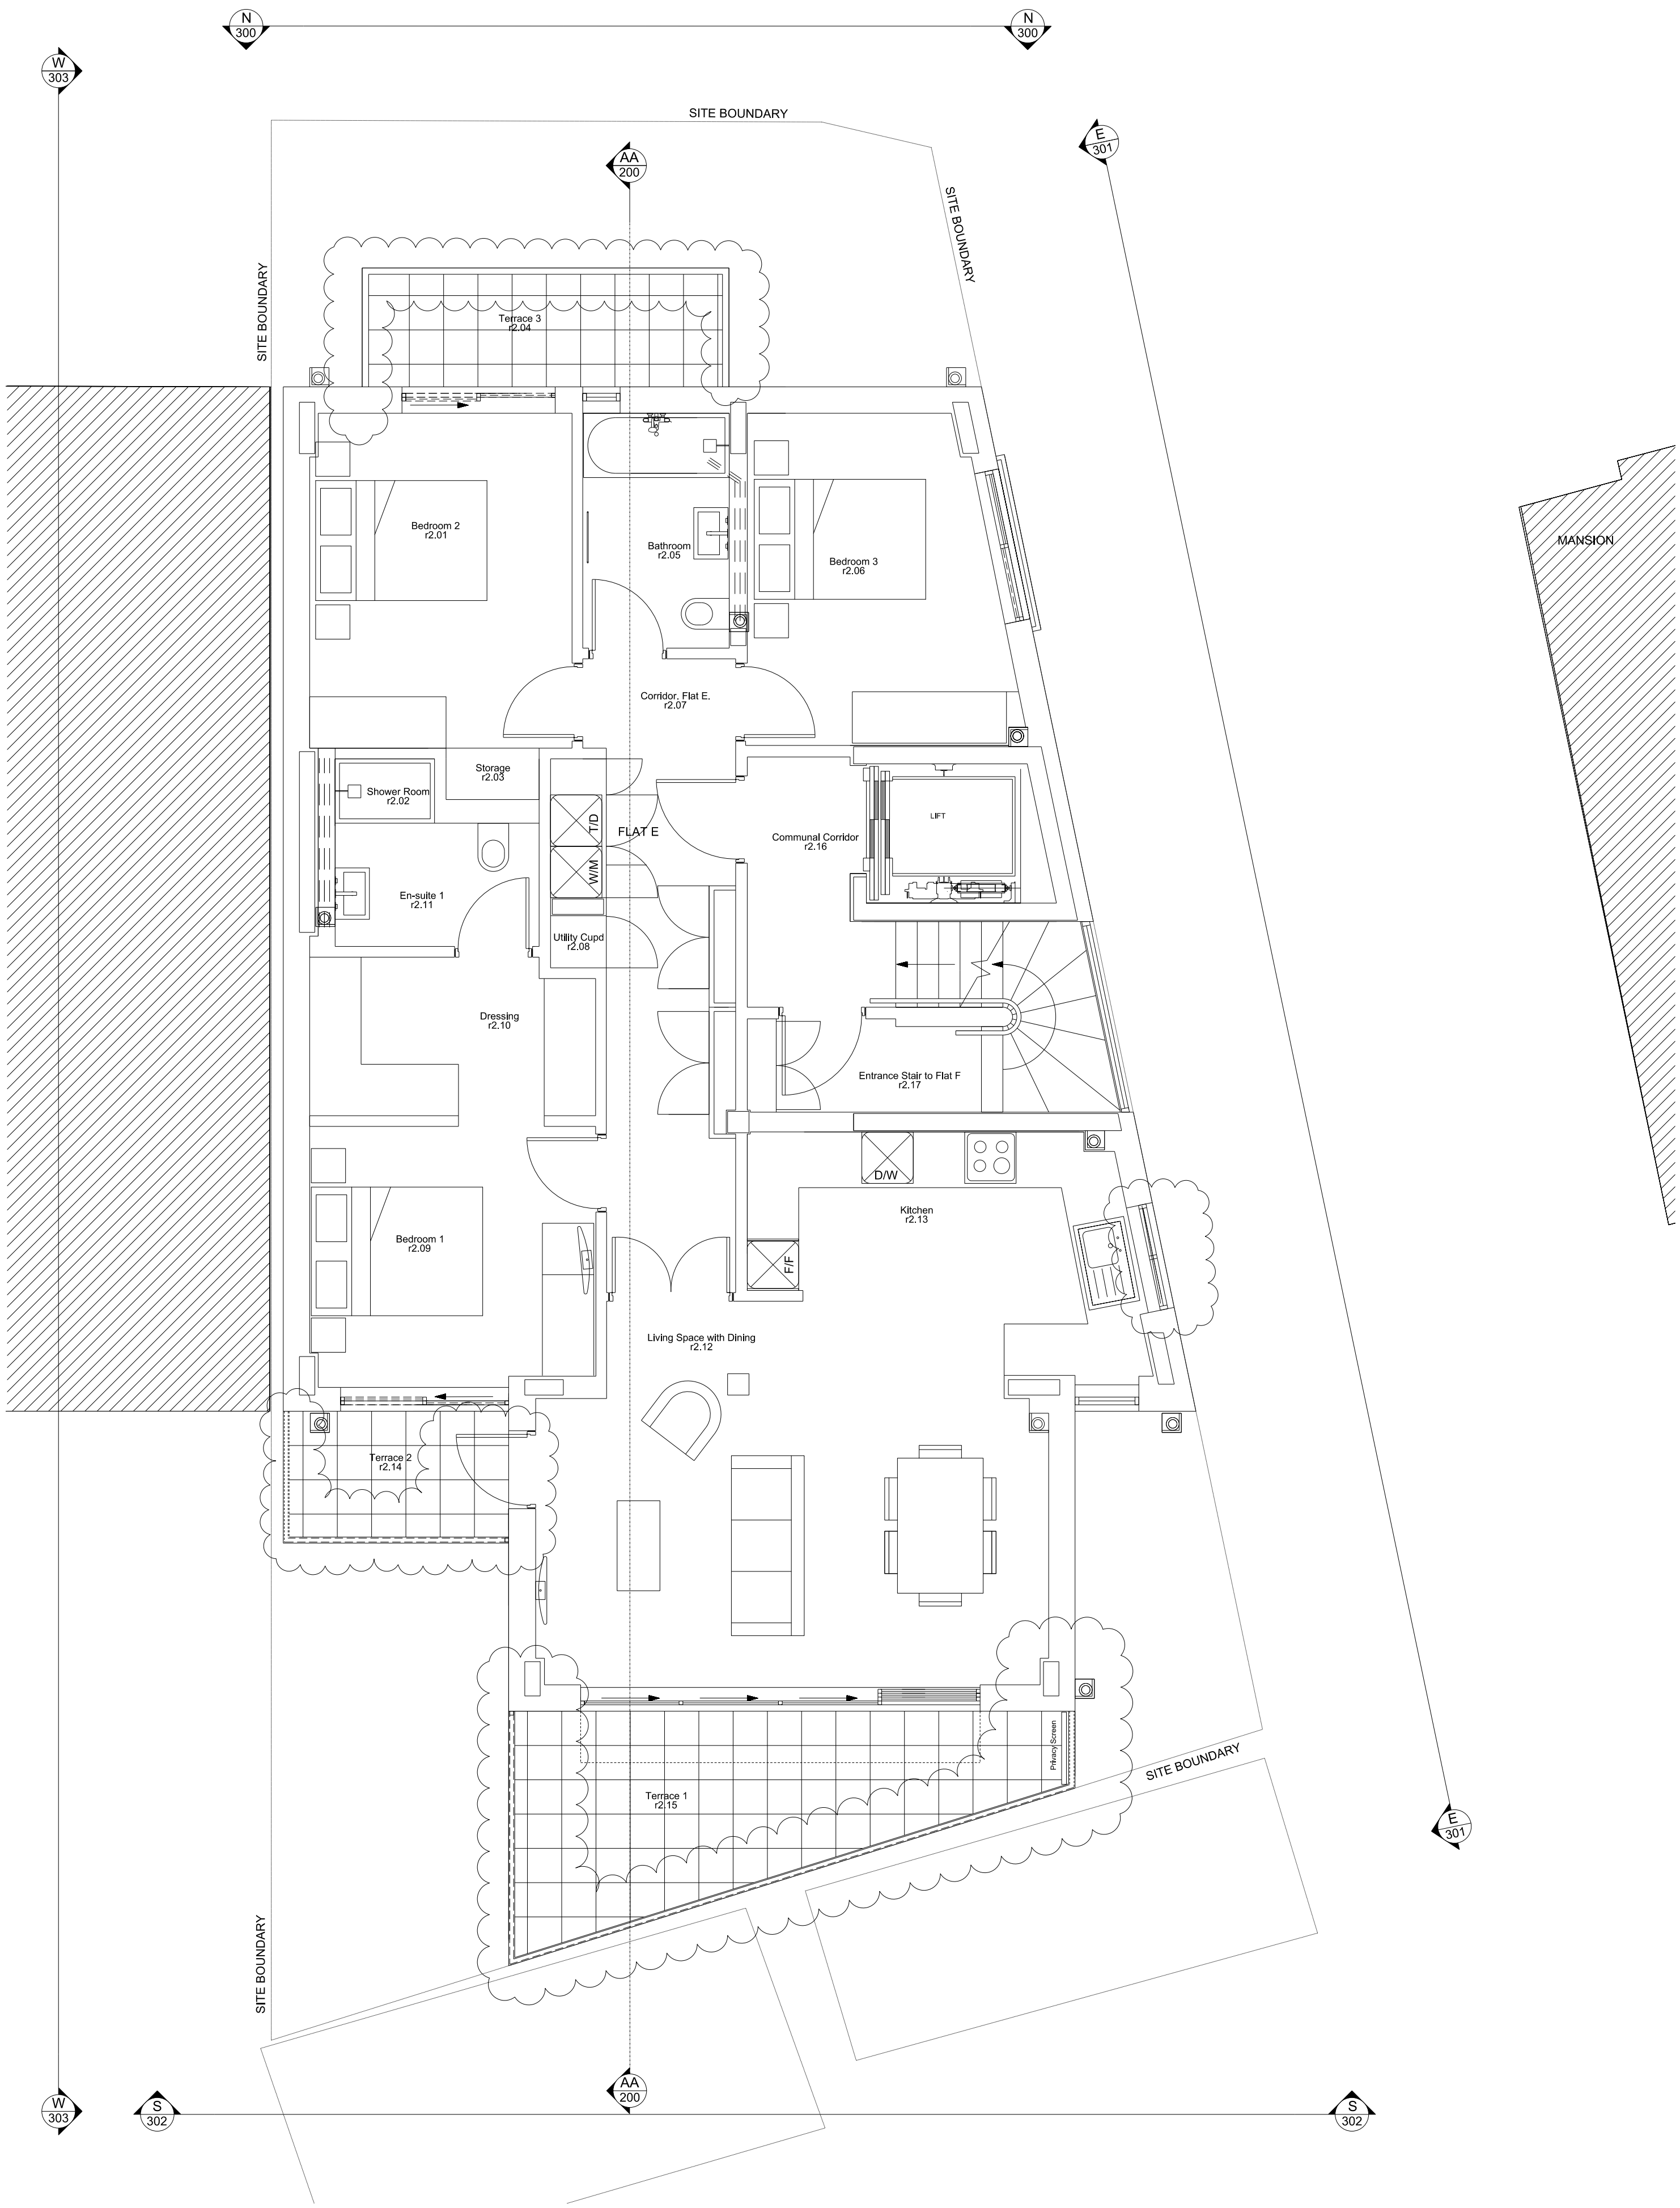 N
300
N
300
W
303
SITE BOUNDARY
E
301
AA
200
SITE BOUNDARY
SITE BOUNDARY
Terrace 3
r2.04
Bedroom 2
r2.01
Bathroom
r2.05
Bedroom 3
r2.06
MANSION
Corridor. Flat E.
r2.07
Storage
r2.03
Shower Room
r2.02
T/D
FLAT E
Communal Corridor
r2.16
LIFT
W/M
En-suite 1
r2.11
Utility Cupd
r2.08
Dressing
r2.10
Entrance Stair to Flat F
r2.17
D/W
Kitchen
r2.13
Bedroom 1
r2.09
F/F
Living Space with Dining
r2.12
Terrace 2
r2.14
Privacy Screen
SITE BOUNDARY
Terrace 1
r2.15
E
301
SITE BOUNDARY
AA
200
W
303
S
302
S
302